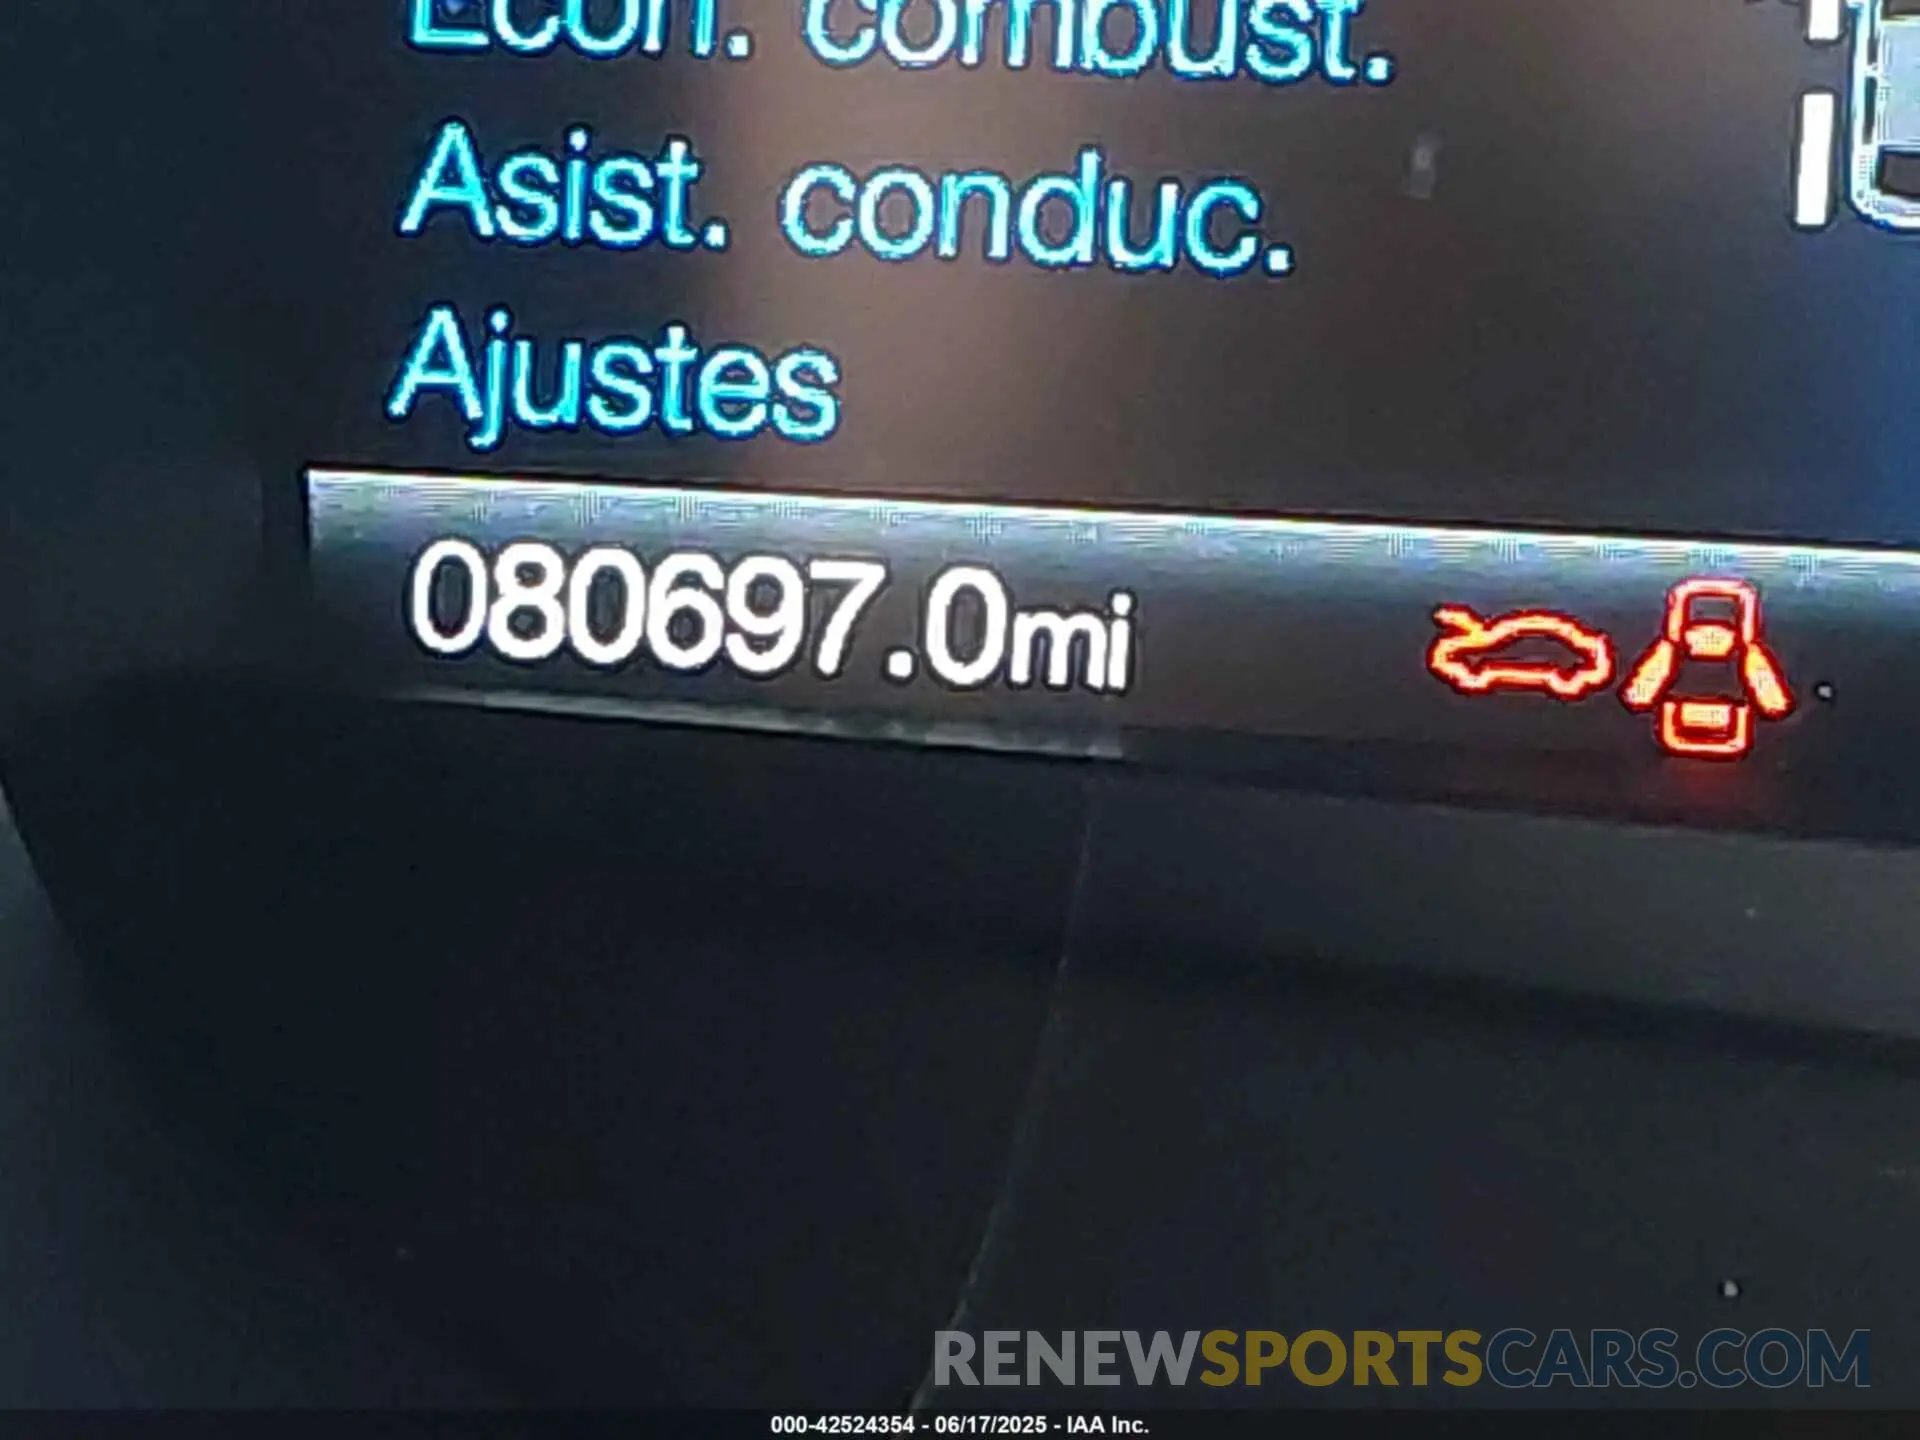 Econ. combust.
Asist. conduc.
Ajustes
080697.0mi
RENEWSPORTSCARS.COM
000-42524354 - 06/17/2025 - IAA Inc.